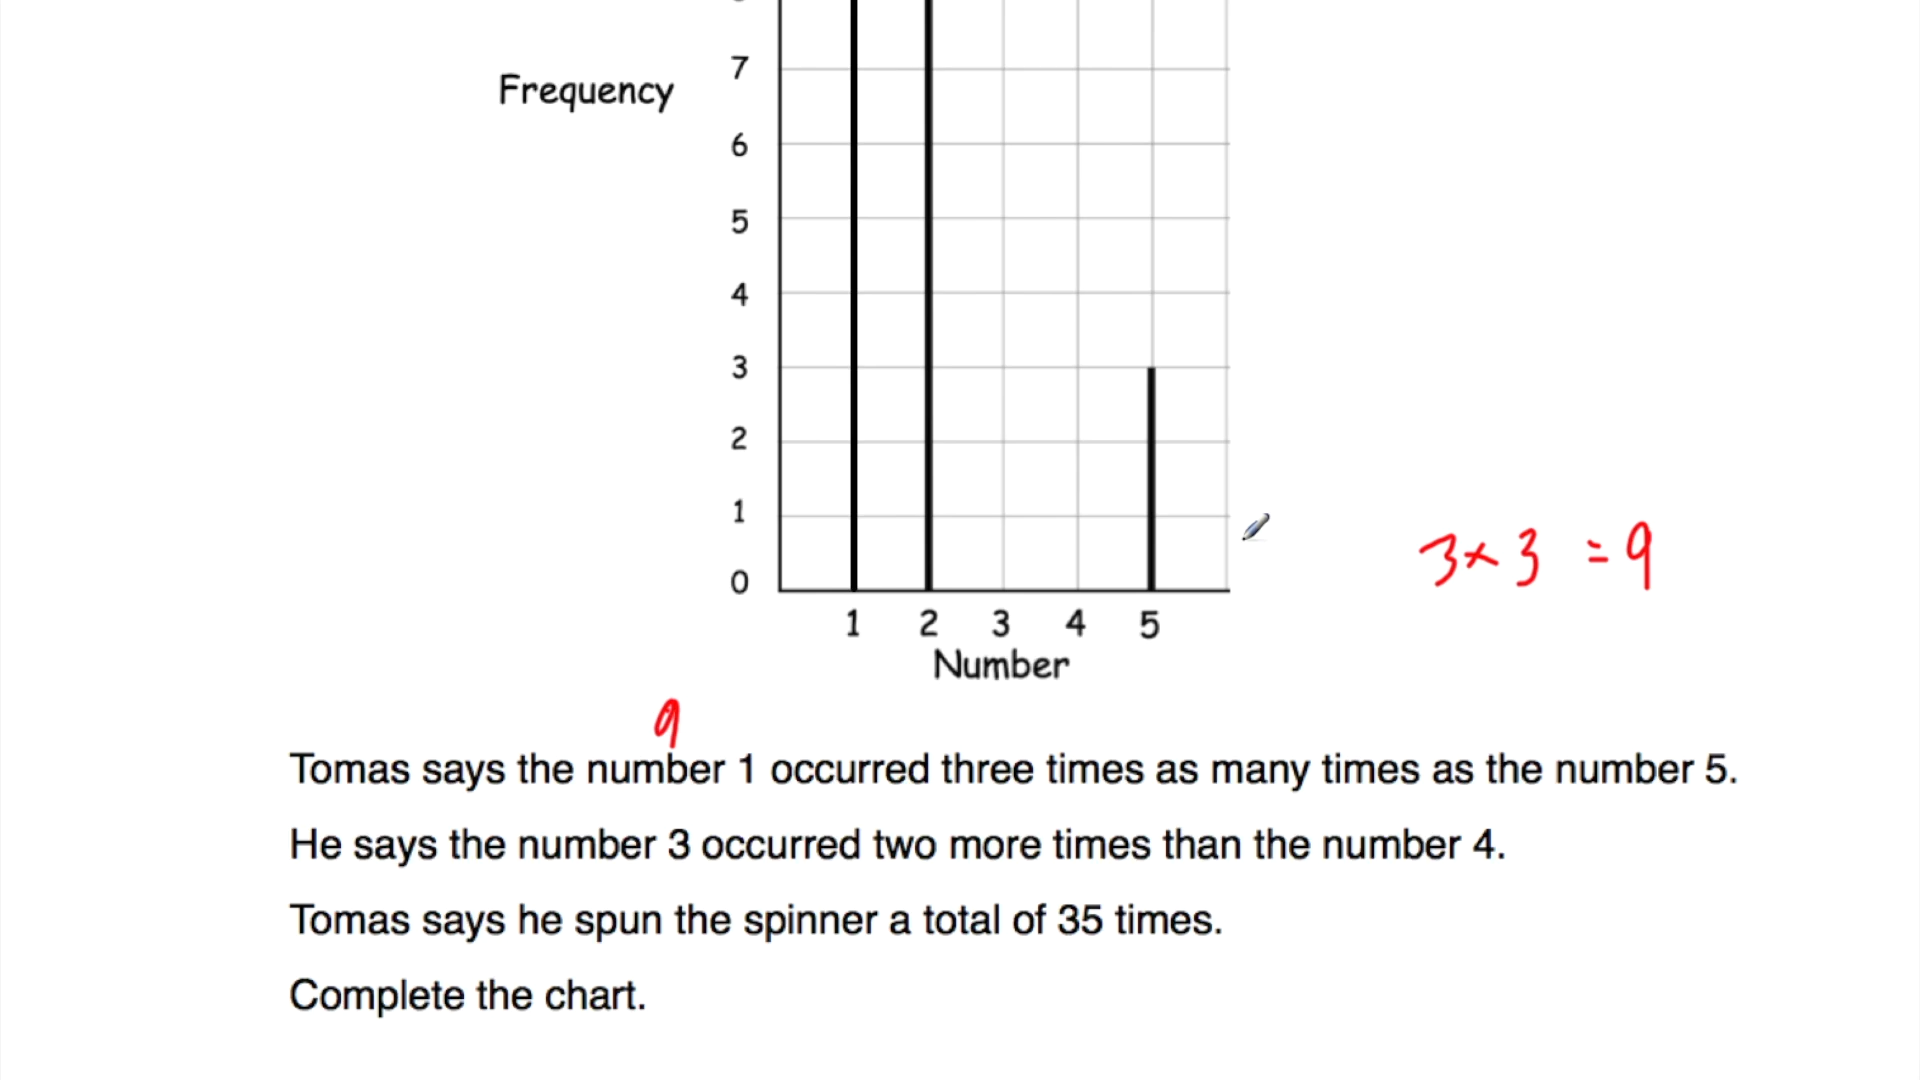 7
Frequency
6
5
4
3
2
1
0
3 × 3 = 9
1 2 3 4 5
Number
9
Tomas says the number 1 occurred three times as many times as the number 5.
He says the number 3 occurred two more times than the number 4.
Tomas says he spun the spinner a total of 35 times.
Complete the chart.